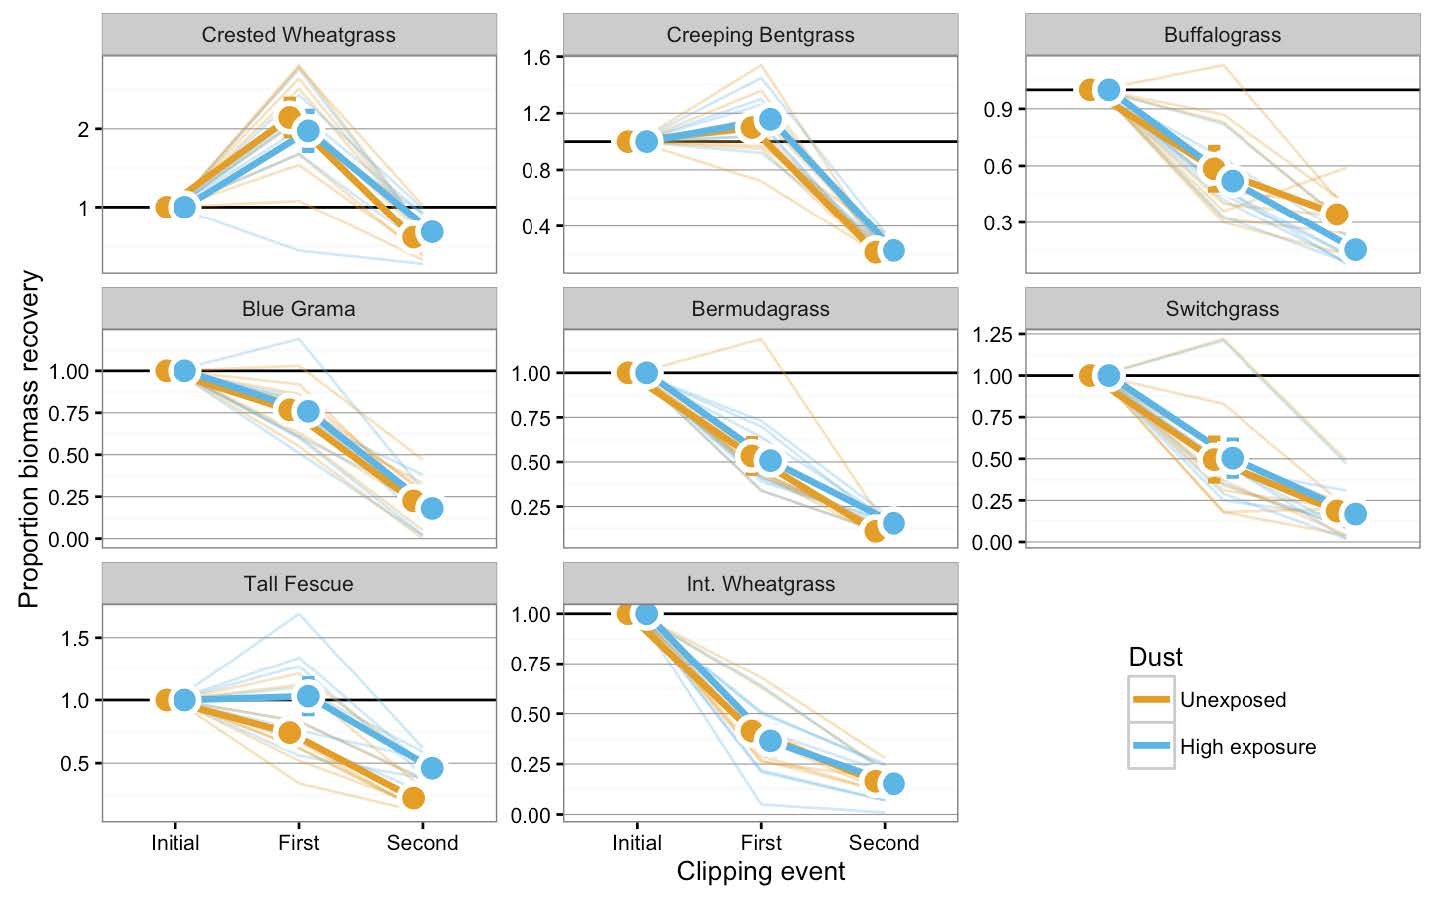 Crested Wheatgrass
Creeping Bentgrass
Buffalograss
2
1
1.6
1.2
0.8
0.4
0.9
0.6
0.3
Blue Grama
Bermudagrass
Switchgrass
1.00
0.75
0.50
0.25
0.00
1.00
0.75
0.50
0.25
1.25
1.00
0.75
0.50
0.25
0.00
Tall Fescue
Int. Wheatgrass
1.5
1.0
0.5
1.00
0.75
0.50
0.25
0.00
Initial
First
Second
Initial
First
Second
Clipping event
Proportion biomass recovery
Dust
Unexposed
High exposure